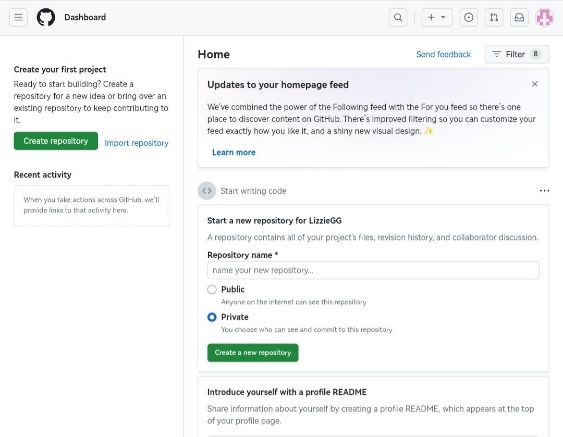 Dashboard
Home
Send feedback
Filter 8
Create your first project
Ready to start building? Create a
repository for a new idea or bring over an
existing repository to keep contributing to
it.
Create repository
Import repository
Recent activity
When you take actions across GitHub, we'll
provide links to that activity here.
Updates to your homepage feed
We've combined the power of the Following feed with the For you feed so there's one
place to discover content on GitHub. There's improved filtering so you can customize your
feed exactly how you like it, and a shiny new visual design. ✨
Learn more
Start writing code
Start a new repository for LizzieGG
A repository contains all of your project's files, revision history, and collaborator discussion.
Repository name *
name your new repository...
Public
Anyone on the internet can see this repository
Private
You choose who can see and commit to this repository
Create a new repository
Introduce yourself with a profile README
Share information about yourself by creating a profile README, which appears at the top
of your profile page.